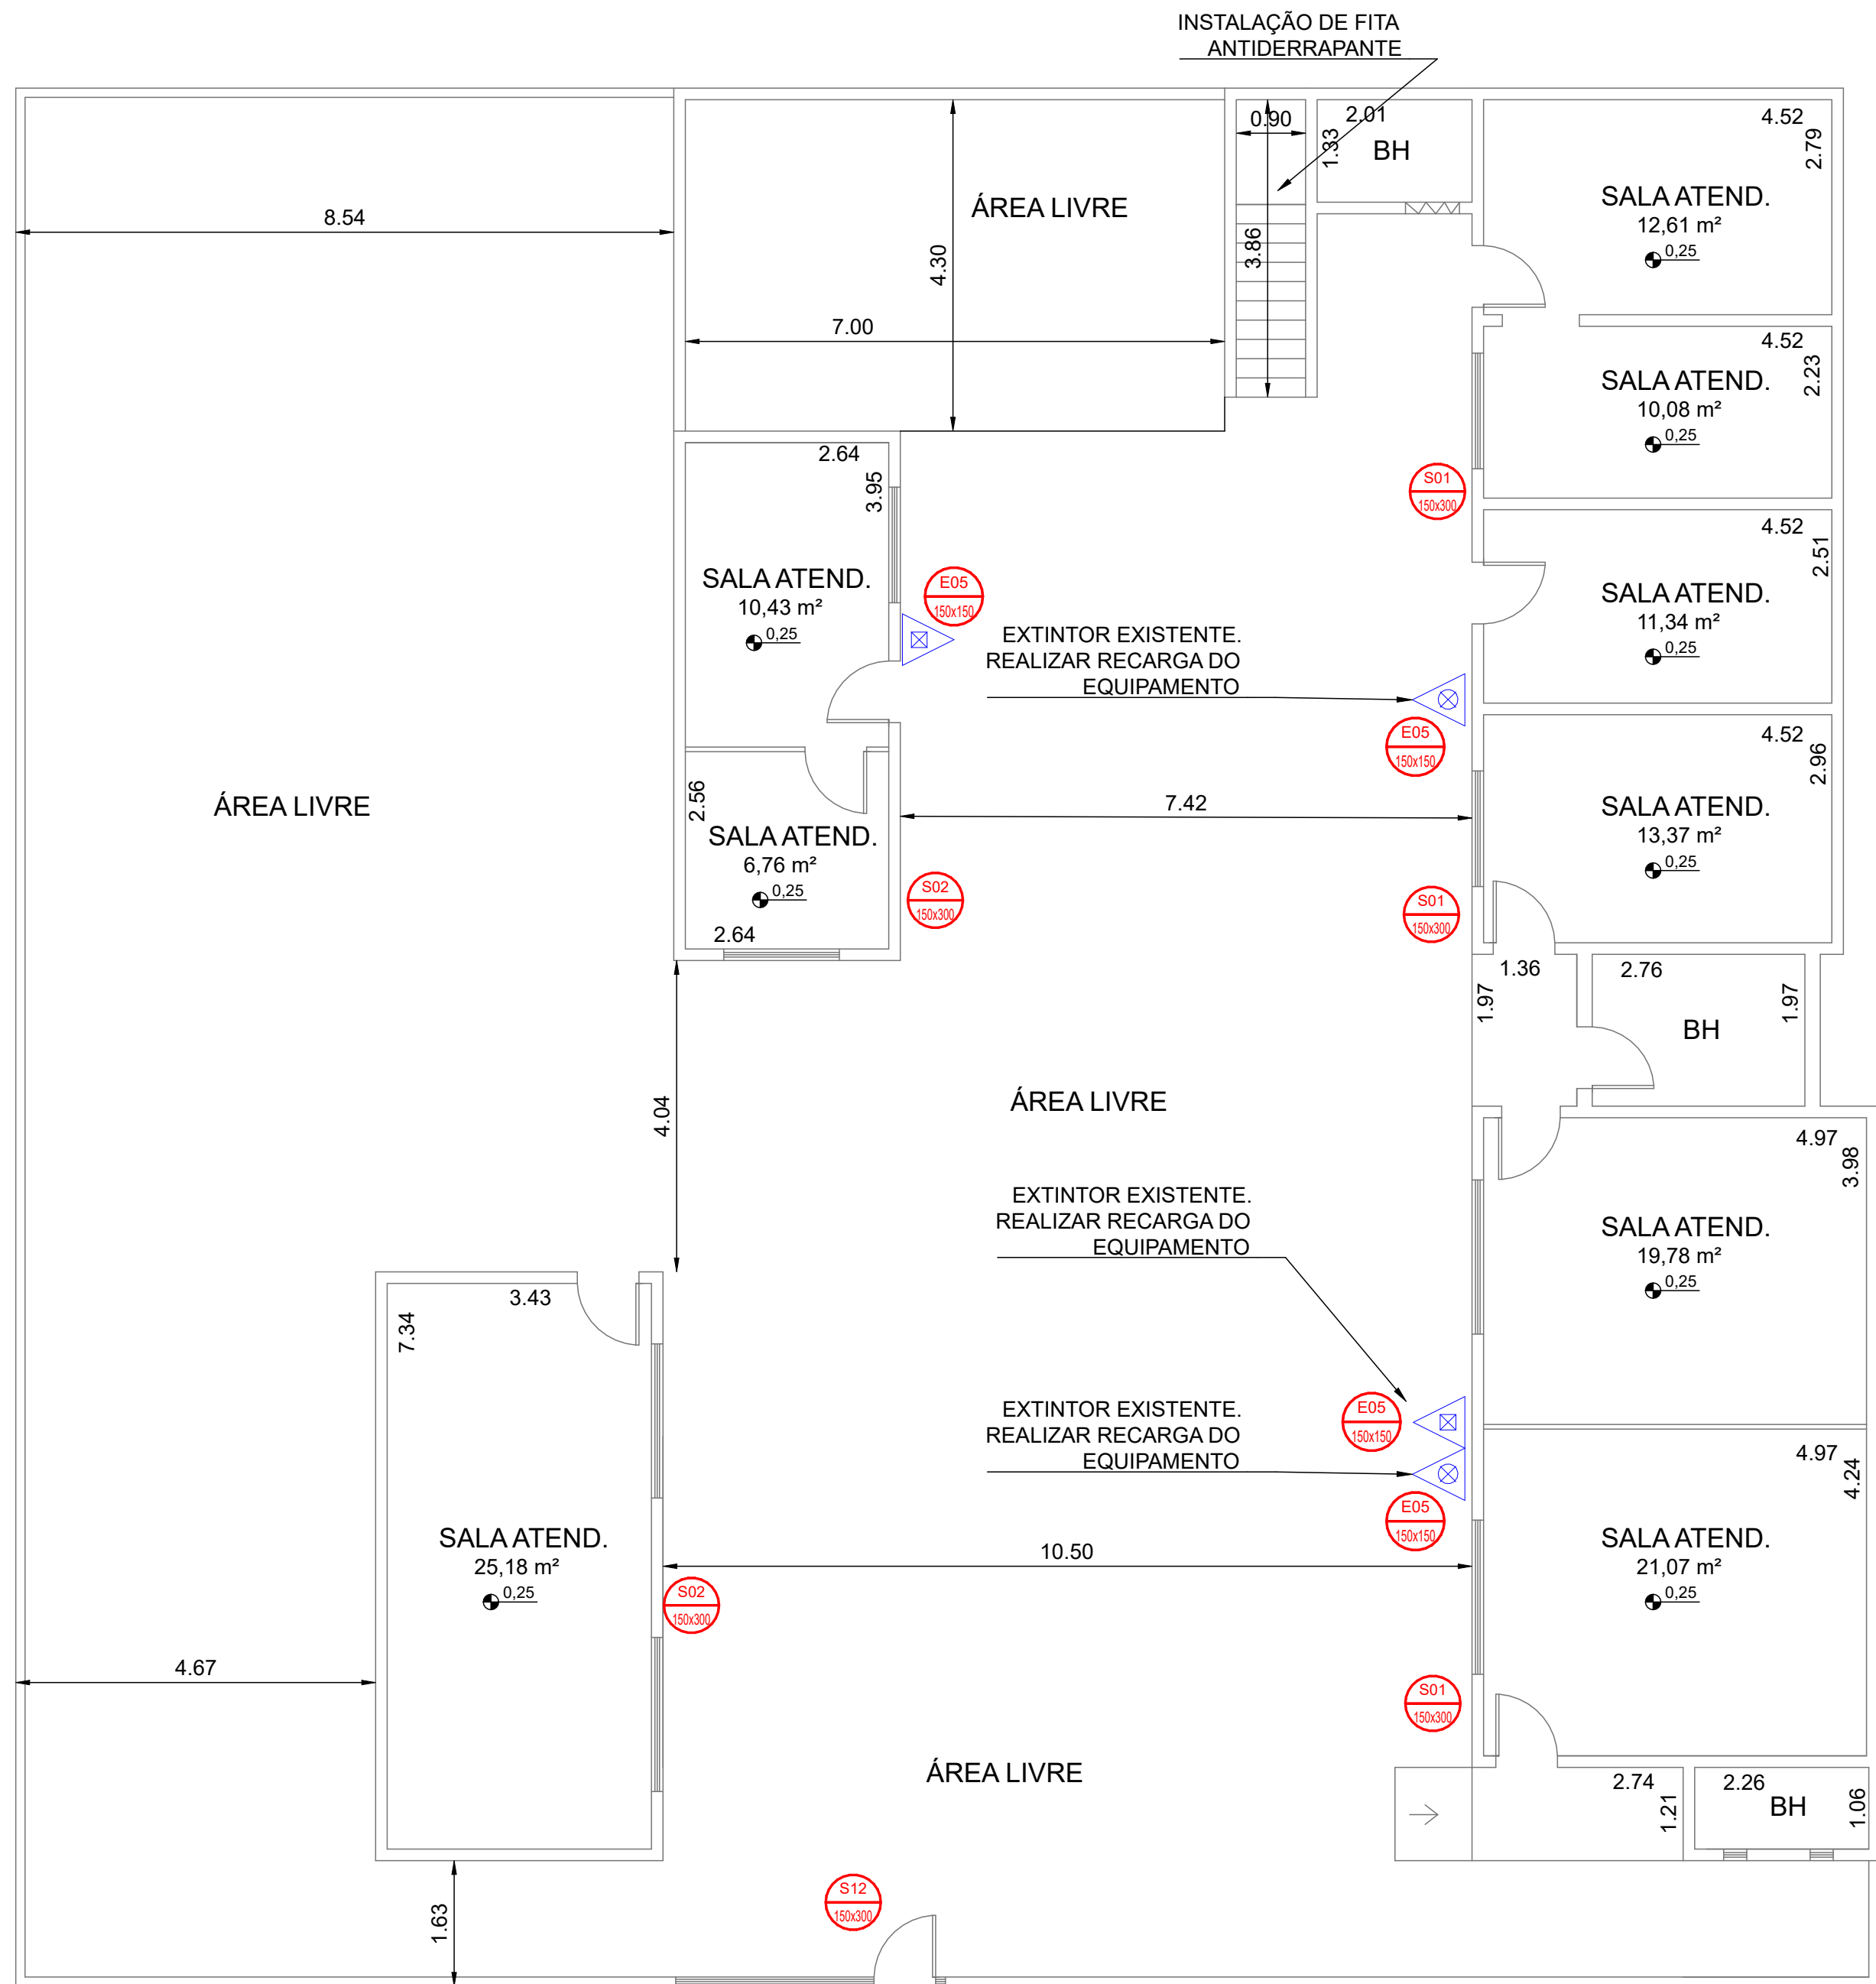 INSTALAÇÃO DE FITA
ANTIDERRAPANTE
0.90
2.01
1.33
BH
4.52
2.79
SALA ATEND.
12,61 m²
0,25
8.54
ÁREA LIVRE
4.30
3.86
7.00
4.52
2.23
SALA ATEND.
10,08 m²
0,25
2.64
3.95
S01
150x300
4.52
2.51
SALA ATEND.
10,43 m²
0,25
E05
150x150
SALA ATEND.
11,34 m²
0,25
EXTINTOR EXISTENTE.
REALIZAR RECARGA DO
EQUIPAMENTO
E05
150x150
4.52
2.96
ÁREA LIVRE
2.56
SALA ATEND.
6,76 m²
0,25
2.64
7.42
SALA ATEND.
13,37 m²
0,25
S02
150x300
S01
150x300
1.36
1.97
2.76
1.97
BH
4.04
ÁREA LIVRE
4.97
3.98
EXTINTOR EXISTENTE.
REALIZAR RECARGA DO
EQUIPAMENTO
SALA ATEND.
19,78 m²
0,25
3.43
7.34
EXTINTOR EXISTENTE.
REALIZAR RECARGA DO
EQUIPAMENTO
E05
150x150
4.97
4.24
E05
150x150
SALA ATEND.
25,18 m²
0,25
10.50
SALA ATEND.
21,07 m²
0,25
S02
150x300
4.67
S01
150x300
ÁREA LIVRE
2.74
1.21
2.26
BH
1.06
S12
150x300
1.63